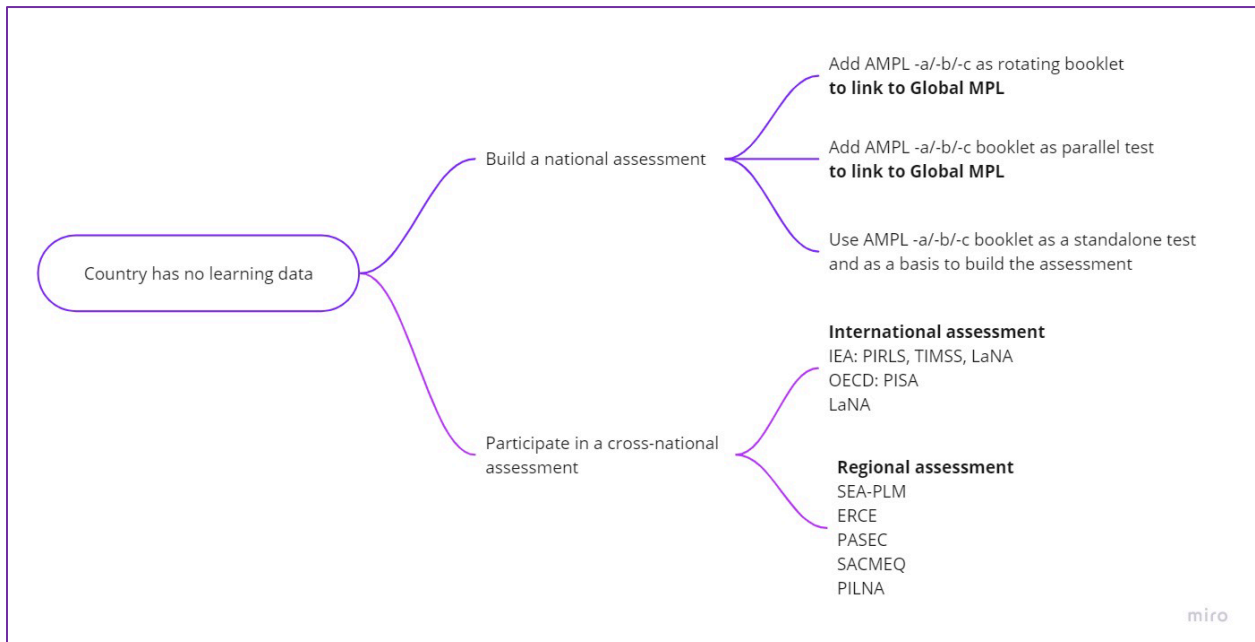 Country has no learning data
Build a national assessment
Add AMPL -a/-b/-c as rotating booklet
to link to Global MPL
Add AMPL -a/-b/-c booklet as parallel test
to link to Global MPL
Use AMPL -a/-b/-c booklet as a standalone test
and as a basis to build the assessment
Participate in a cross-national
assessment
International assessment
IEA: PIRLS, TIMSS, LaNA
OECD: PISA
LaNA
Regional assessment
SEA-PLM
ERCE
PASEC
SACMEQ
PILNA
miro